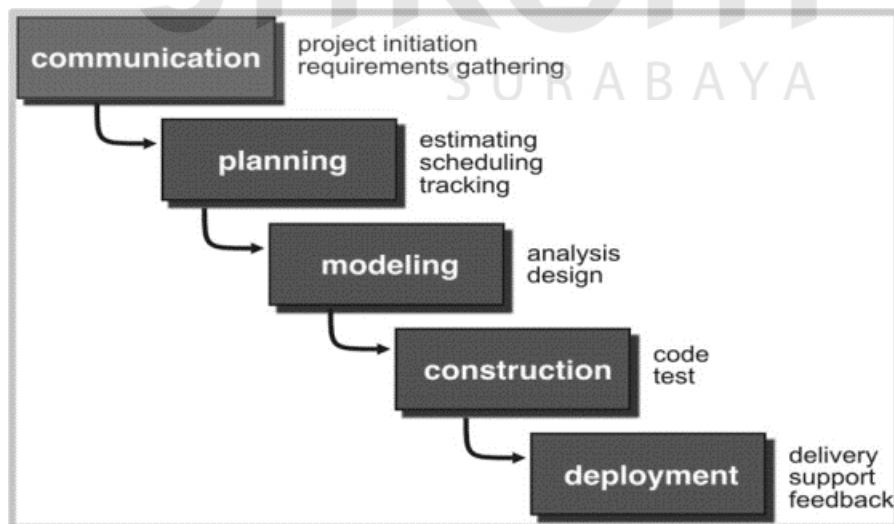 SURABAYA
communication
project initiation
requirements gathering
planning
estimating
scheduling
tracking
modeling
analysis
design
construction
code
test
deployment
delivery
support
feedback